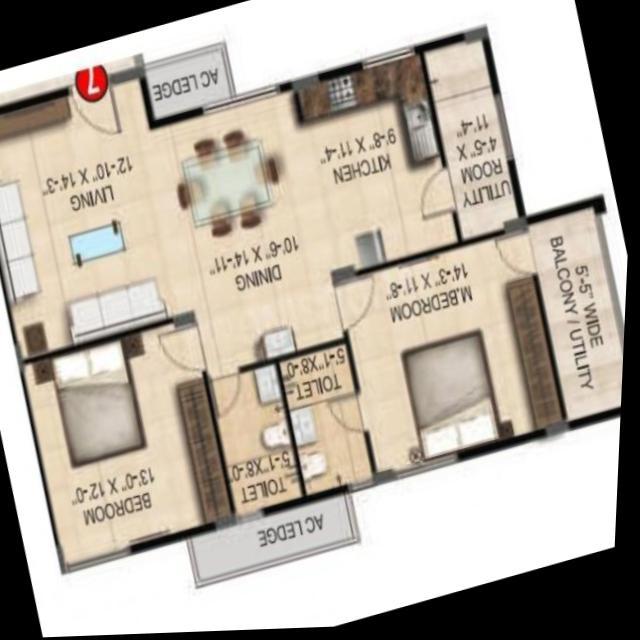 AC LEDGE
TOILET
5'-1"X8'-0"
BEDROOM
13'-0" X 12'-0"
TOILET
5'-1"X8'-0"
M.BEDROOM
14'-3" X 11'-8"
5'-5" WIDE
BALCONY / UTILITY
DINING
10'-6" X 14'-11"
LIVING
12'-10" X 14'-3"
KITCHEN
9'-8" X 11'-4"
UTILITY
ROOM
4'-5" X
11'-4"
AC LEDGE
7